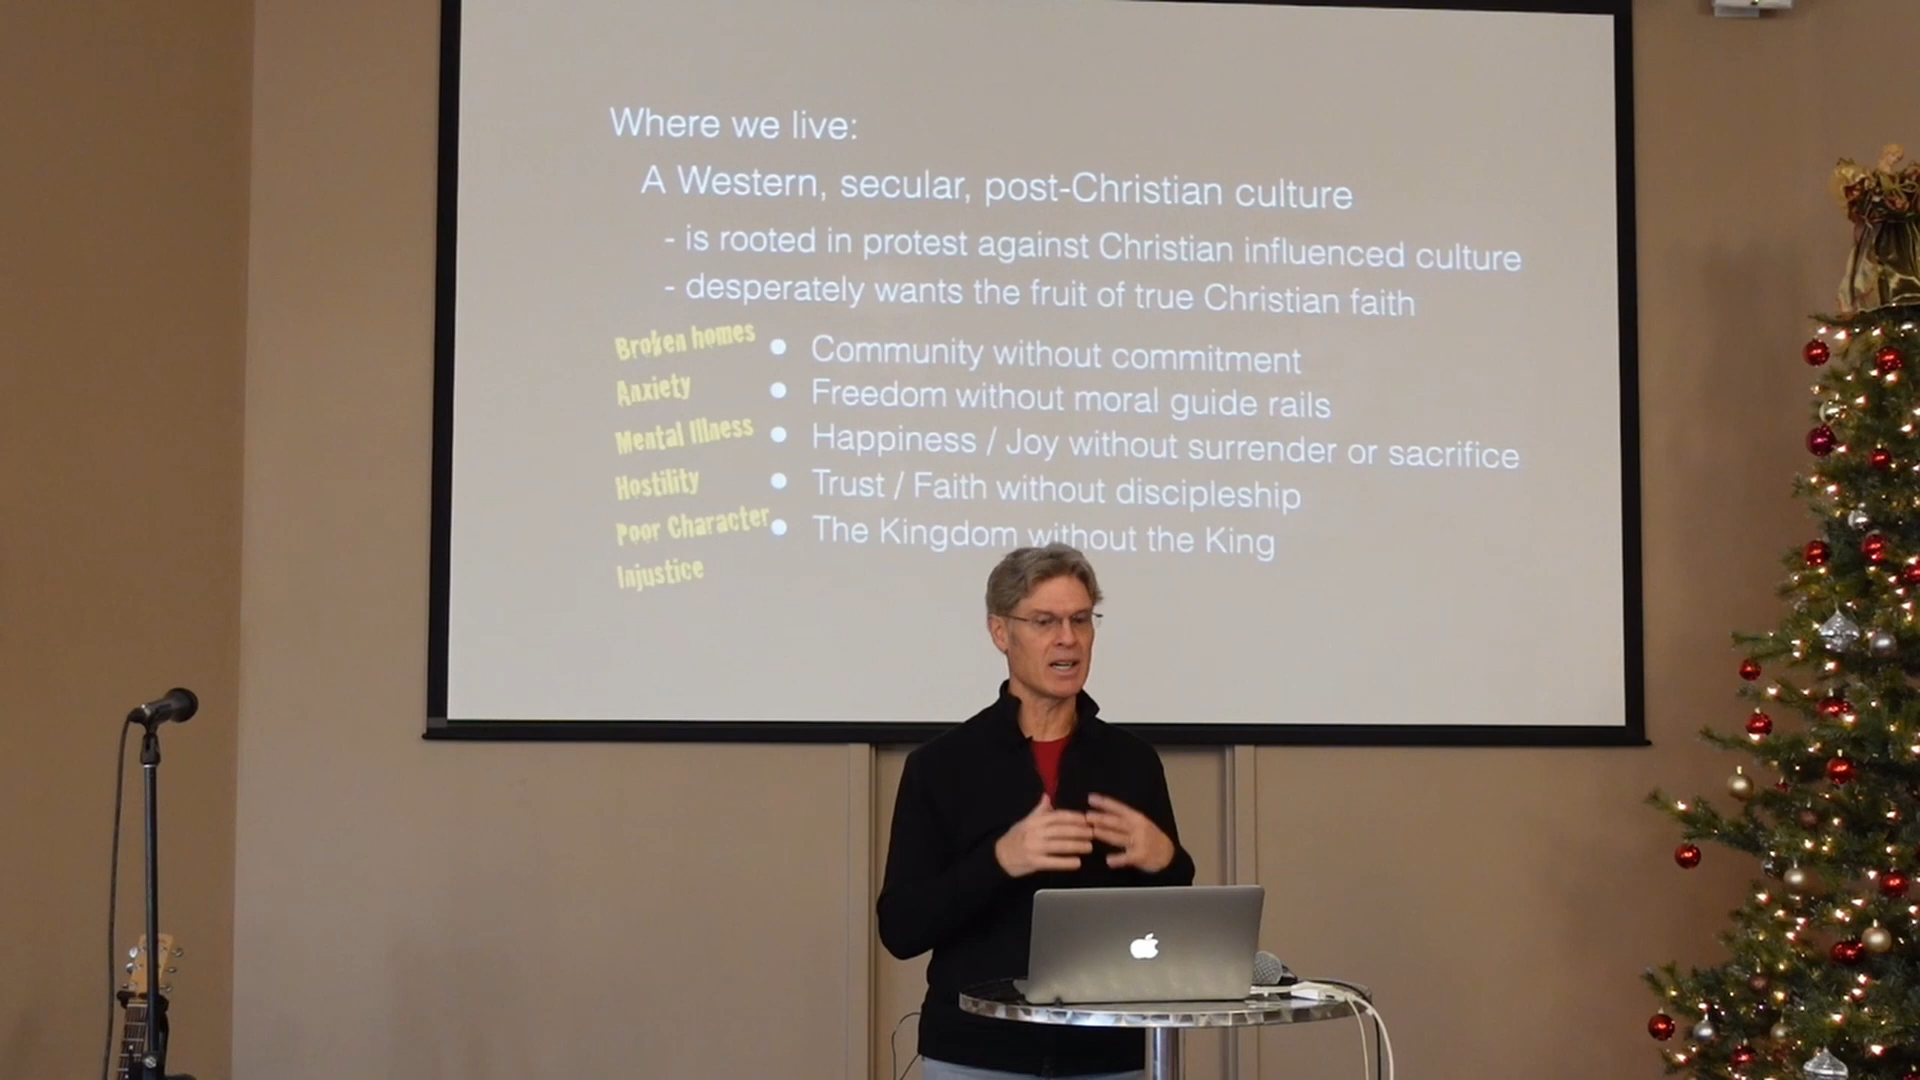 Where we live:
A Western, secular, post-Christian culture
- is rooted in protest against Christian influenced culture
- desperately wants the fruit of true Christian faith
Broken homes
• Community without commitment
Anxiety
• Freedom without moral guide rails
Mental Illness
• Happiness / Joy without surrender or sacrifice
Hostility
• Trust / Faith without discipleship
Poor Character
• The Kingdom without the King
Injustice